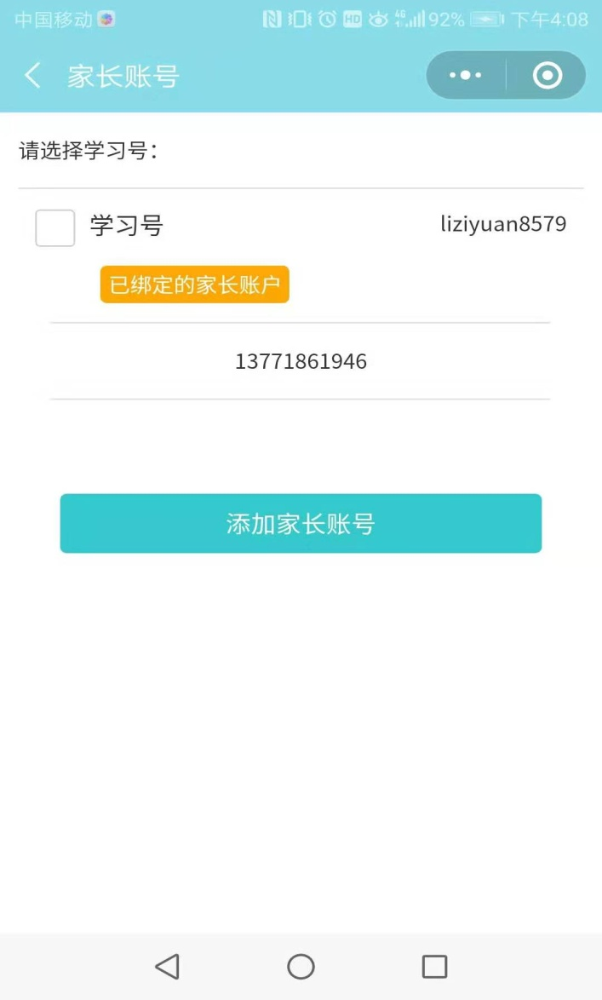 中国移动 HD 4G 92% 下午4:08
家长账号
请选择学习号：
学习号 liziyuan8579
已绑定的家长账户
13771861946
添加家长账号